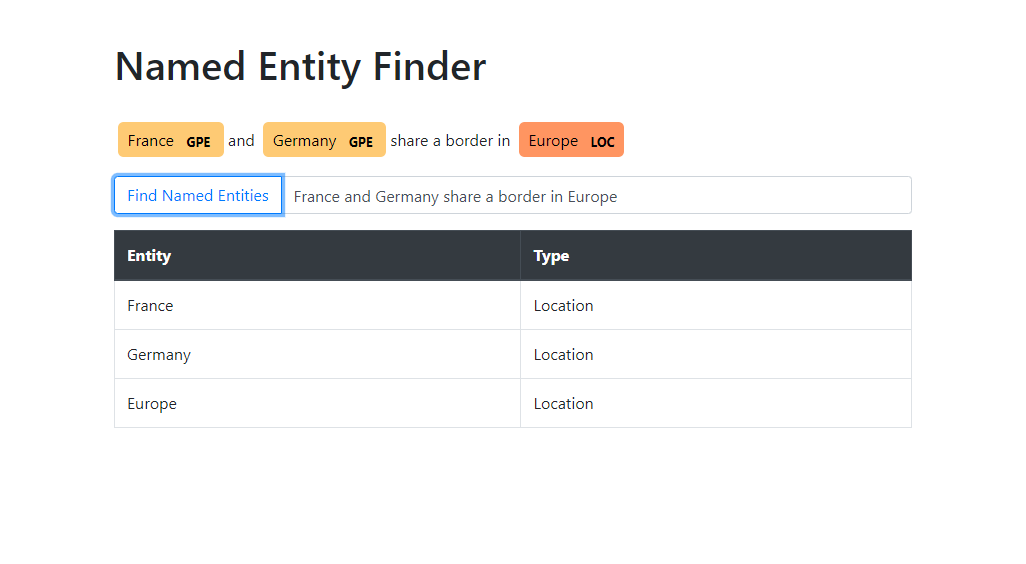 Named Entity Finder
France GPE and Germany GPE share a border in Europe LOC
Find Named Entities France and Germany share a border in Europe
Entity Type
France Location
Germany Location
Europe Location